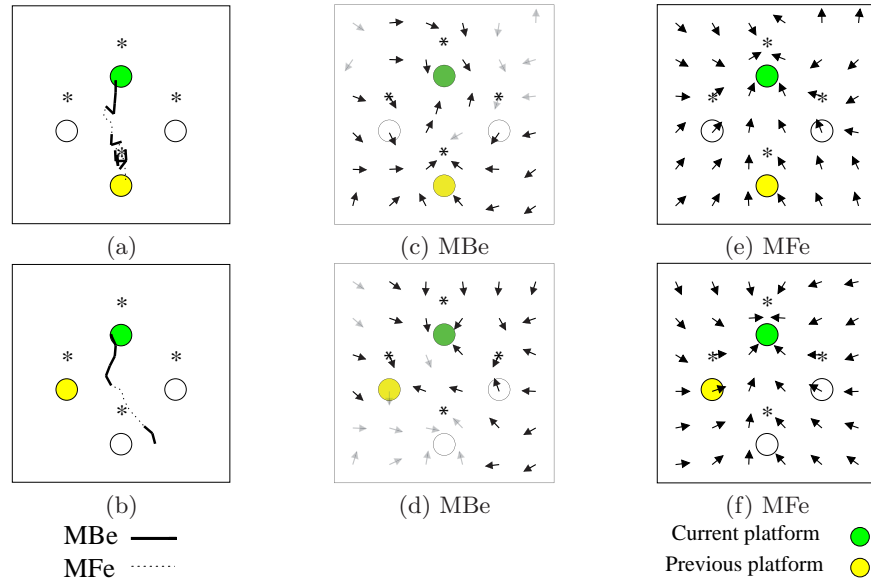 (a)
(c) MBe
(e) MFe
(b)
(d) MBe
(f) MFe
MBe
MFe
Current platform
Previous platform